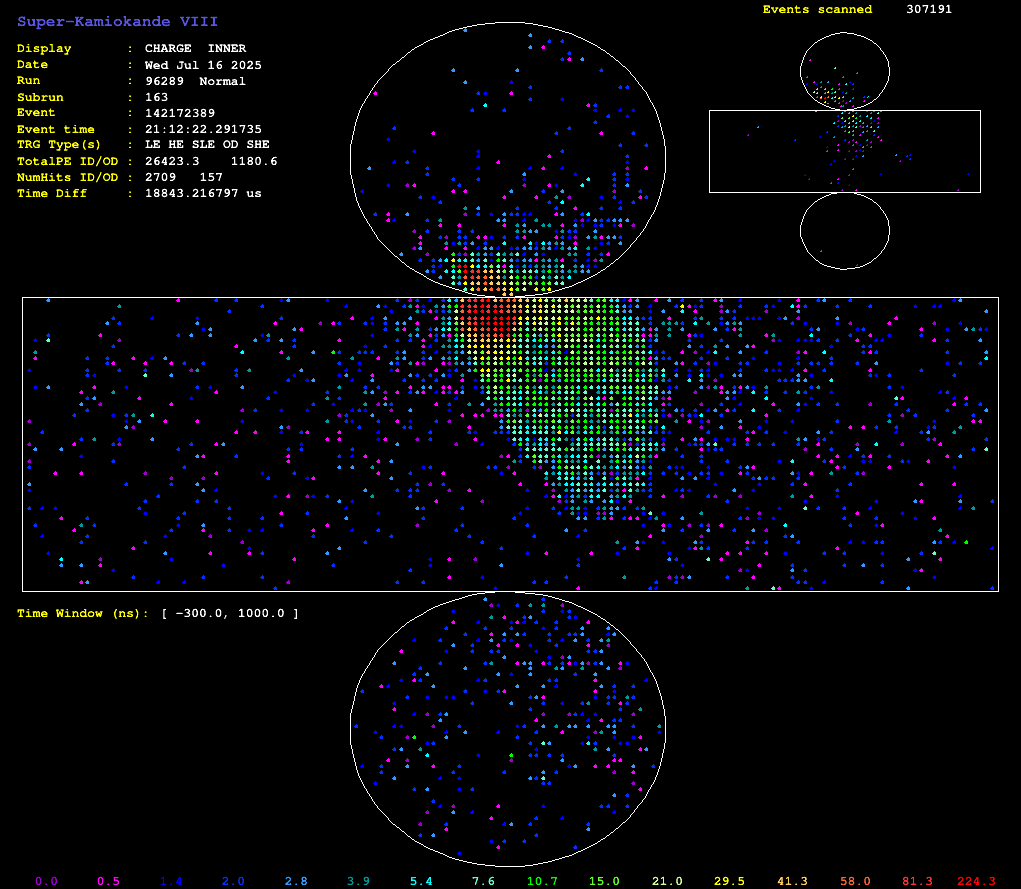 Super-Kamiokande VIII
Events scanned 307191
Display : CHARGE INNER
Date : Wed Jul 16 2025
Run : 96289 Normal
Subrun : 163
Event : 142172389
Event time : 21:12:22.291735
TRG Type(s) : LE HE SLE OD SHE
TotalPE ID/OD : 26423.3 1180.6
NumHits ID/OD : 2709 157
Time Diff : 18843.216797 us
Time Window (ns): [ -300.0, 1000.0 ]
0.0 0.5 1.4 2.0 2.8 3.9 5.4 7.6 10.7 15.0 21.0 29.5 41.3 58.0 81.3 224.3